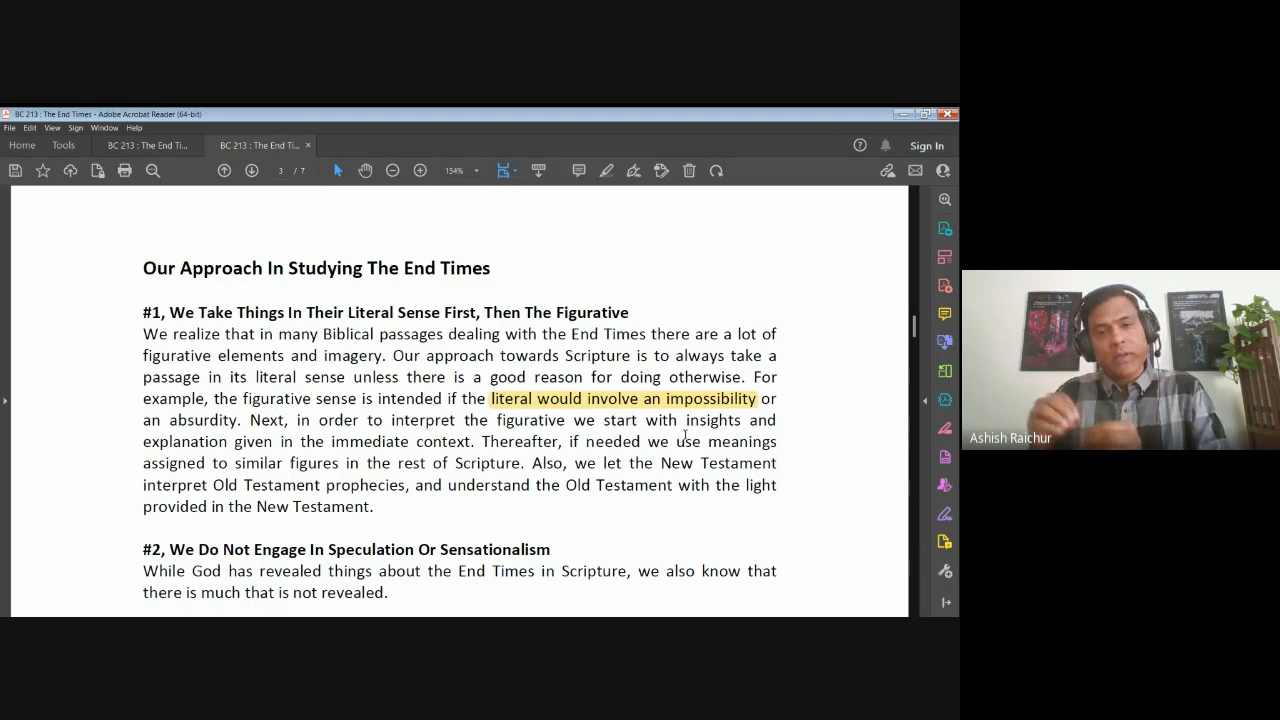 BC 213 : The End Times - Adobe Acrobat Reader (64-bit)
File Edit View Sign Window Help
Home Tools BC 213 : The End Ti... BC 213 : The End Ti... × Sign In
3 / 7 154%
Our Approach In Studying The End Times
#1, We Take Things In Their Literal Sense First, Then The Figurative
We realize that in many Biblical passages dealing with the End Times there are a lot of
figurative elements and imagery. Our approach towards Scripture is to always take a
passage in its literal sense unless there is a good reason for doing otherwise. For
example, the figurative sense is intended if the literal would involve an impossibility or
an absurdity. Next, in order to interpret the figurative we start with insights and
explanation given in the immediate context. Thereafter, if needed we use meanings
assigned to similar figures in the rest of Scripture. Also, we let the New Testament
interpret Old Testament prophecies, and understand the Old Testament with the light
provided in the New Testament.
#2, We Do Not Engage In Speculation Or Sensationalism
While God has revealed things about the End Times in Scripture, we also know that
there is much that is not revealed.
Ashish Raichur